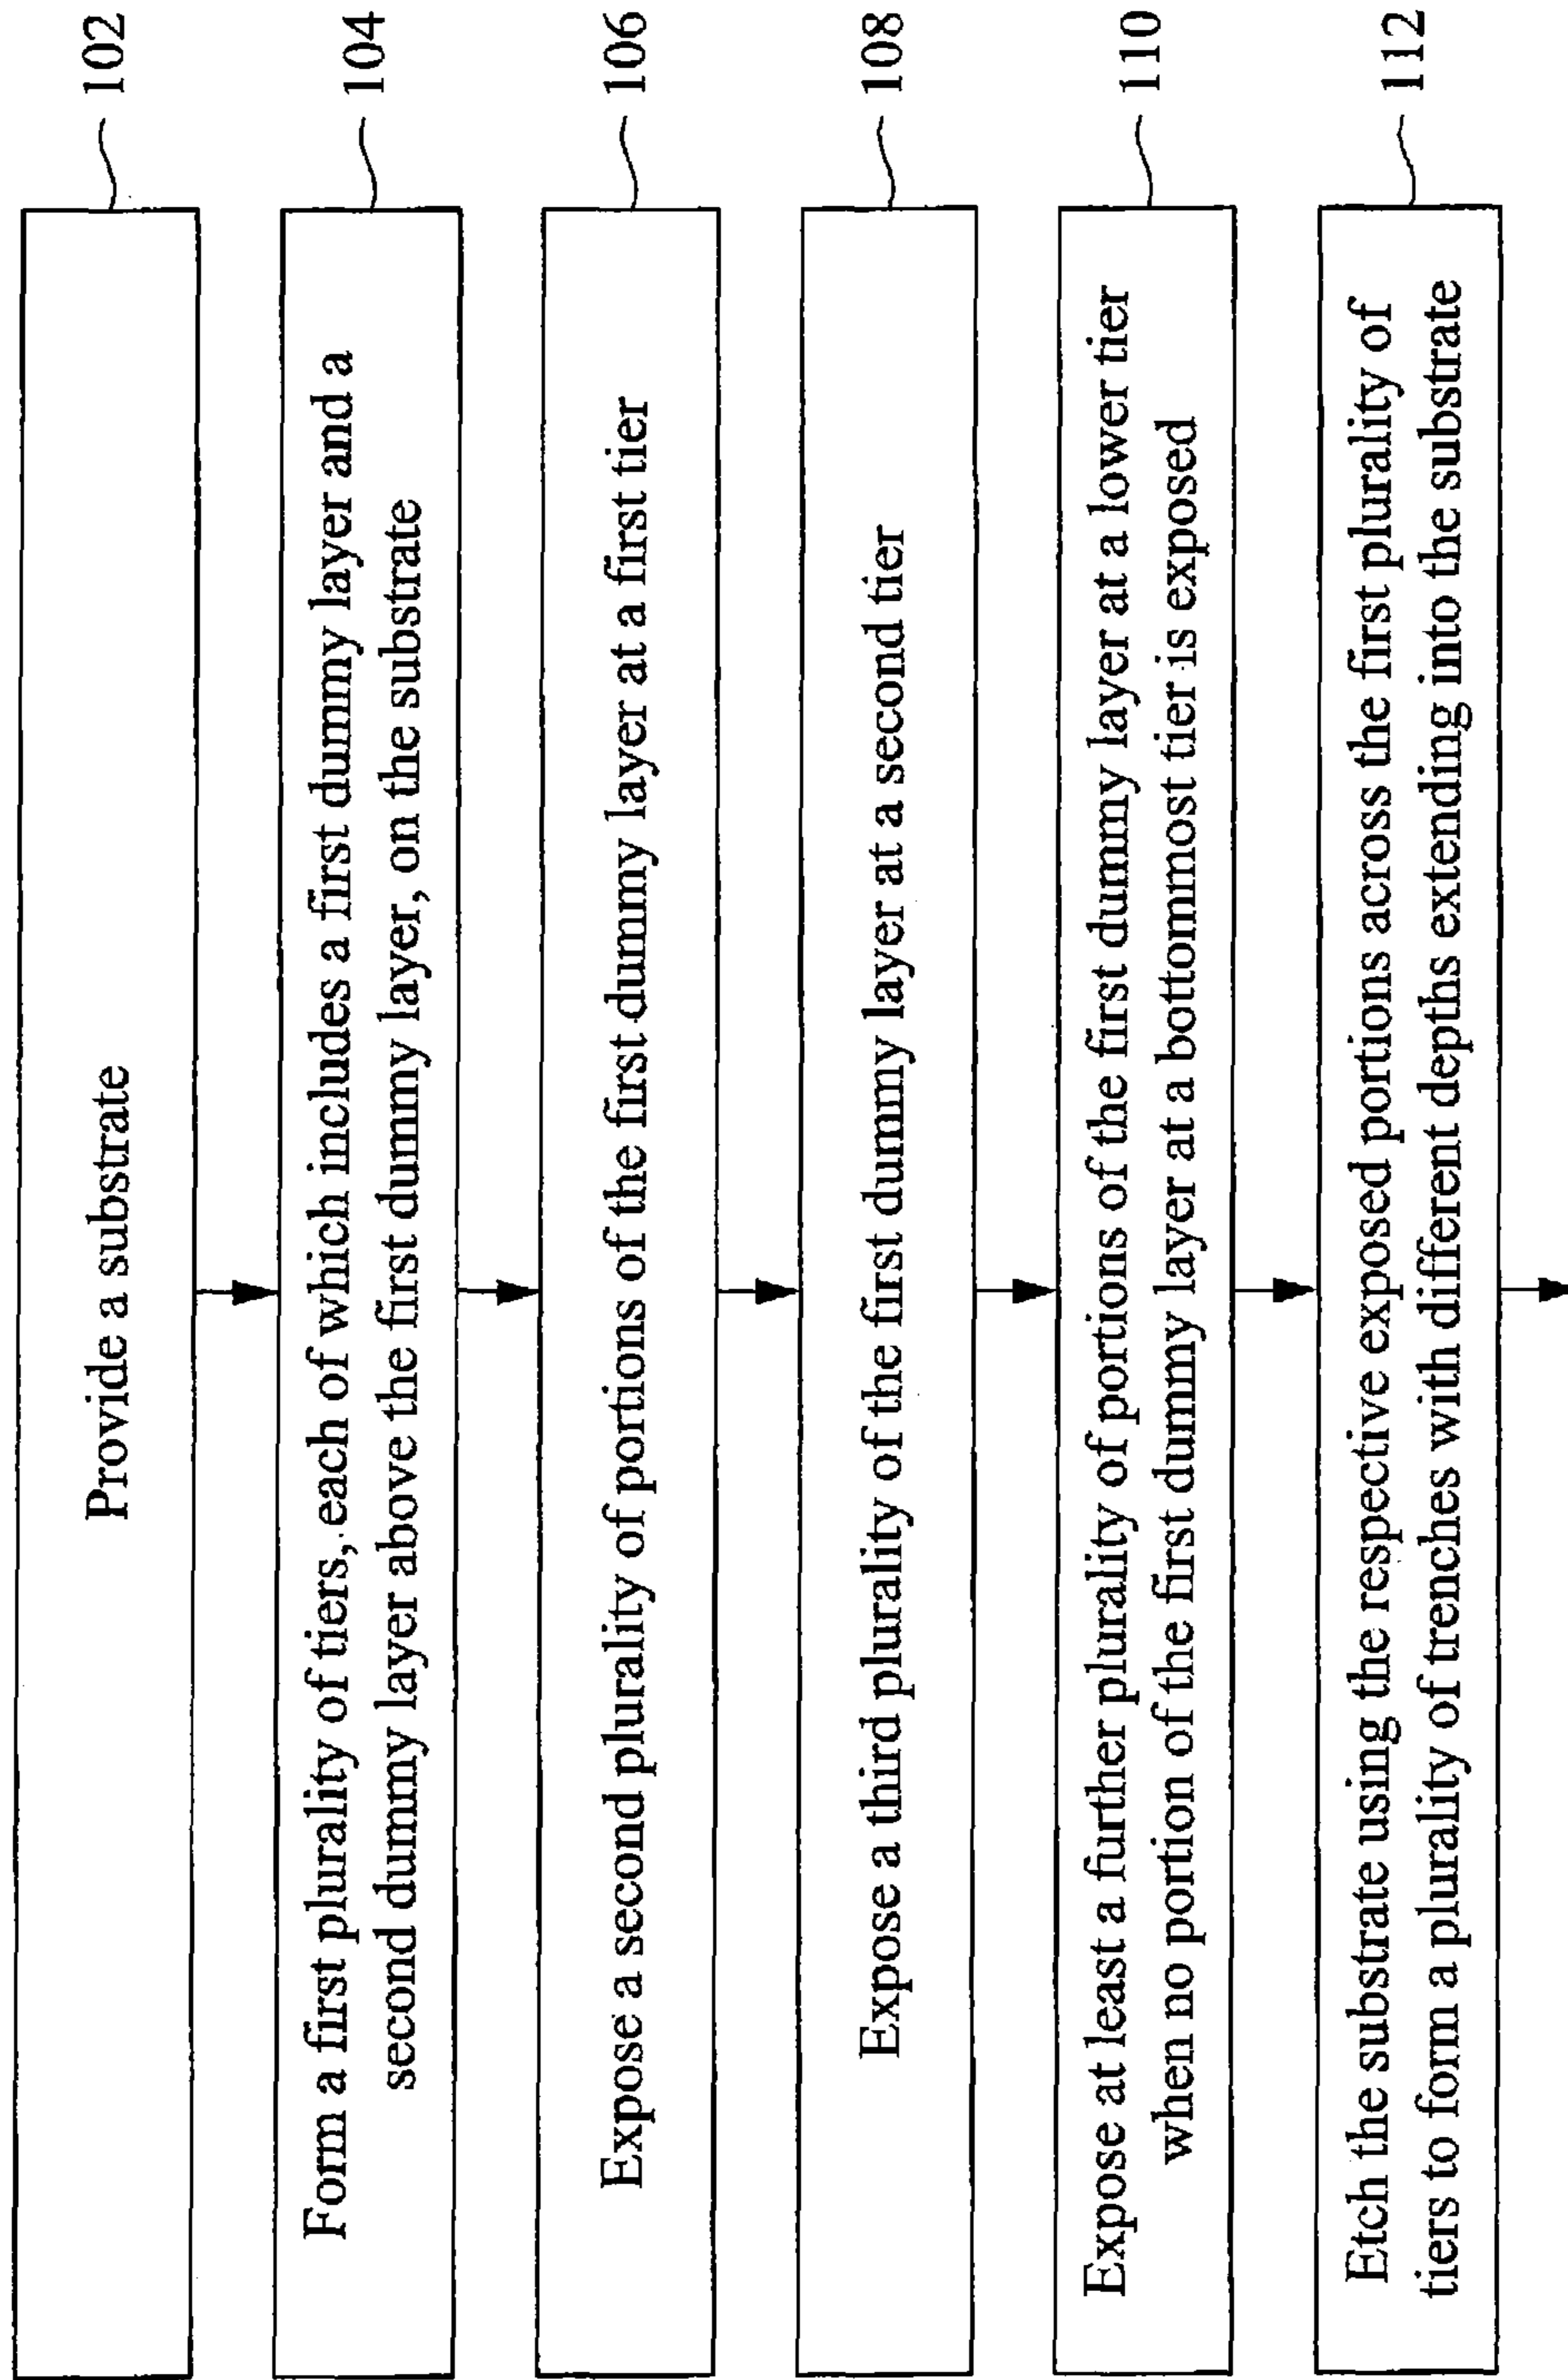 Provide a substrate
102
Form a first plurality of tiers, each of which includes a first dummy layer and a
second dummy layer above the first dummy layer, on the substrate
104
Expose a second plurality of portions of the first dummy layer at a first tier
106
Expose a third plurality of the first dummy layer at a second tier
108
Expose at least a further plurality of portions of the first dummy layer at a lower tier
when no portion of the first dummy layer at a bottommost tier is exposed
110
Etch the substrate using the respective exposed portions across the first plurality of
tiers to form a plurality of trenches with different depths extending into the substrate
112